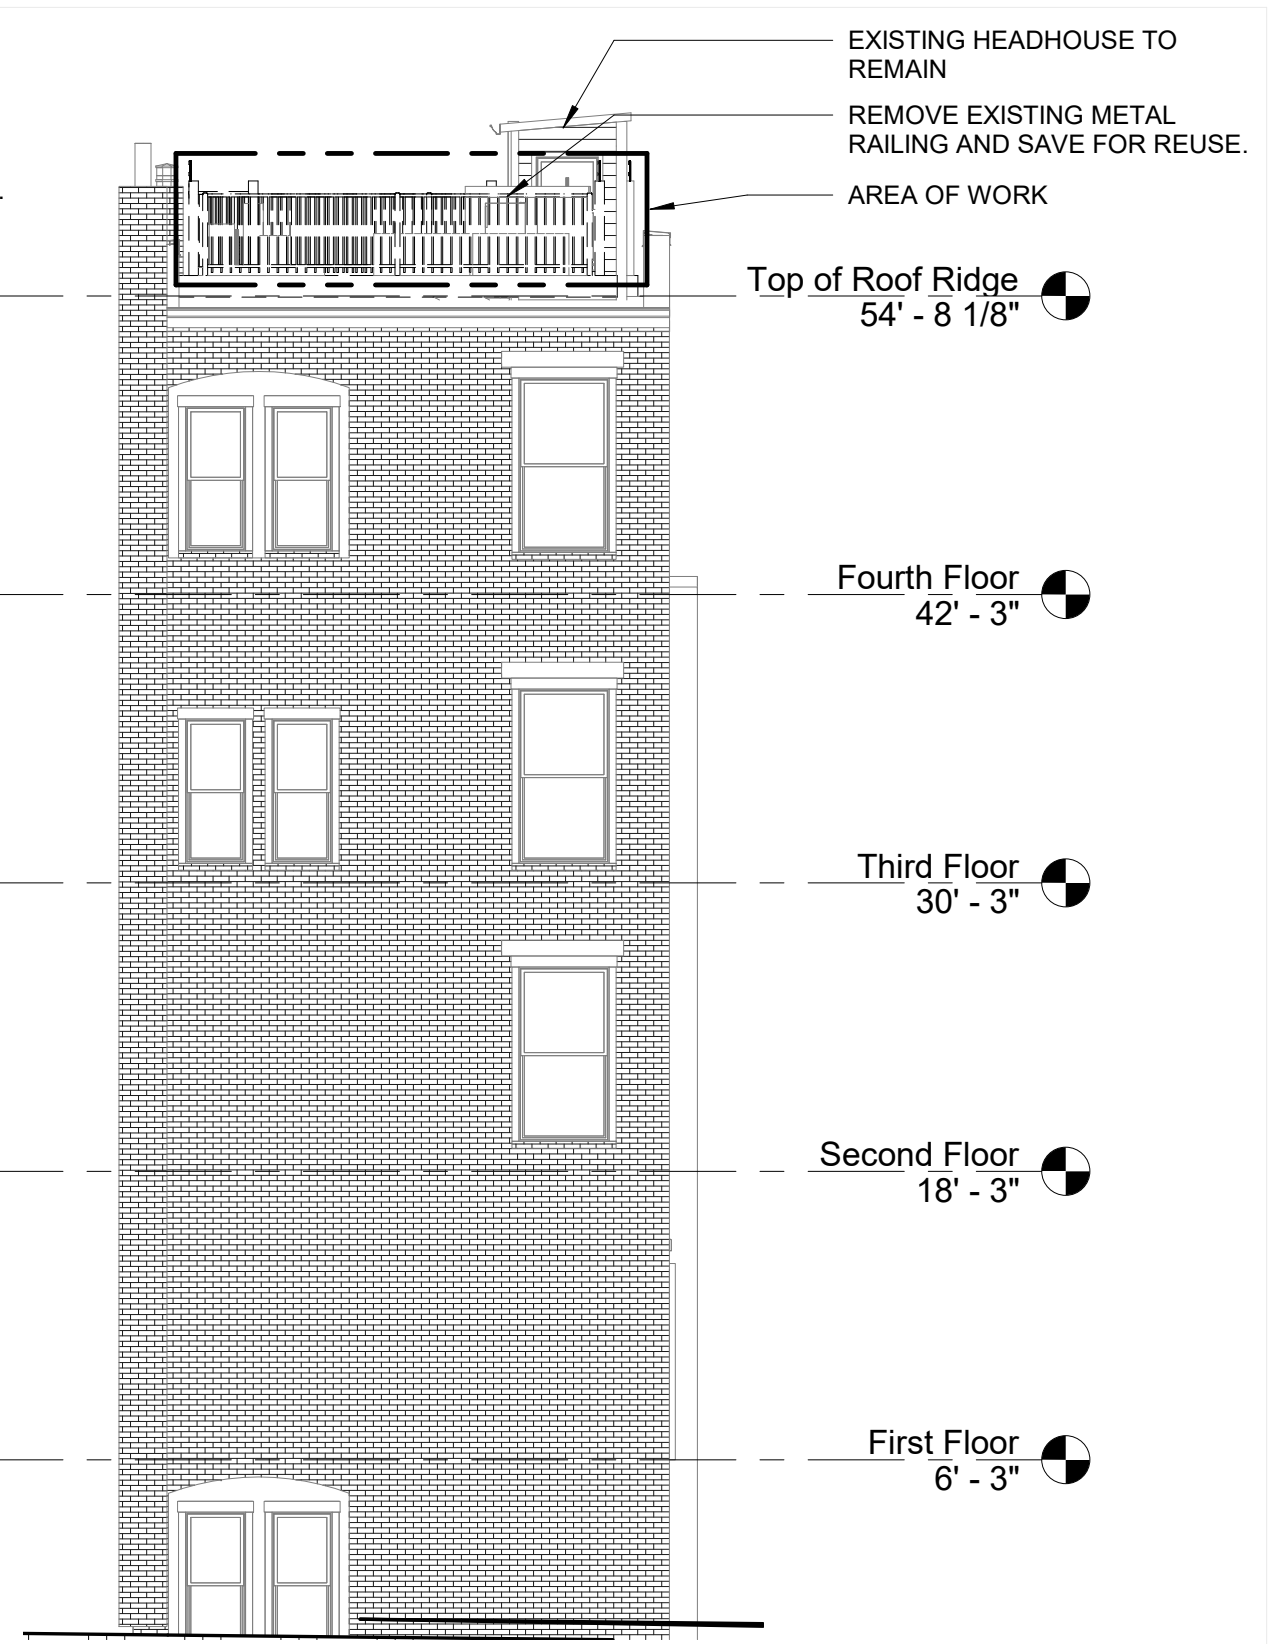 EXISTING HEADHOUSE TO
REMAIN
REMOVE EXISTING METAL
RAILING AND SAVE FOR REUSE.
AREA OF WORK
Top of Roof Ridge
54' - 8 1/8"
Fourth Floor
42' - 3"
Third Floor
30' - 3"
Second Floor
18' - 3"
First Floor
6' - 3"